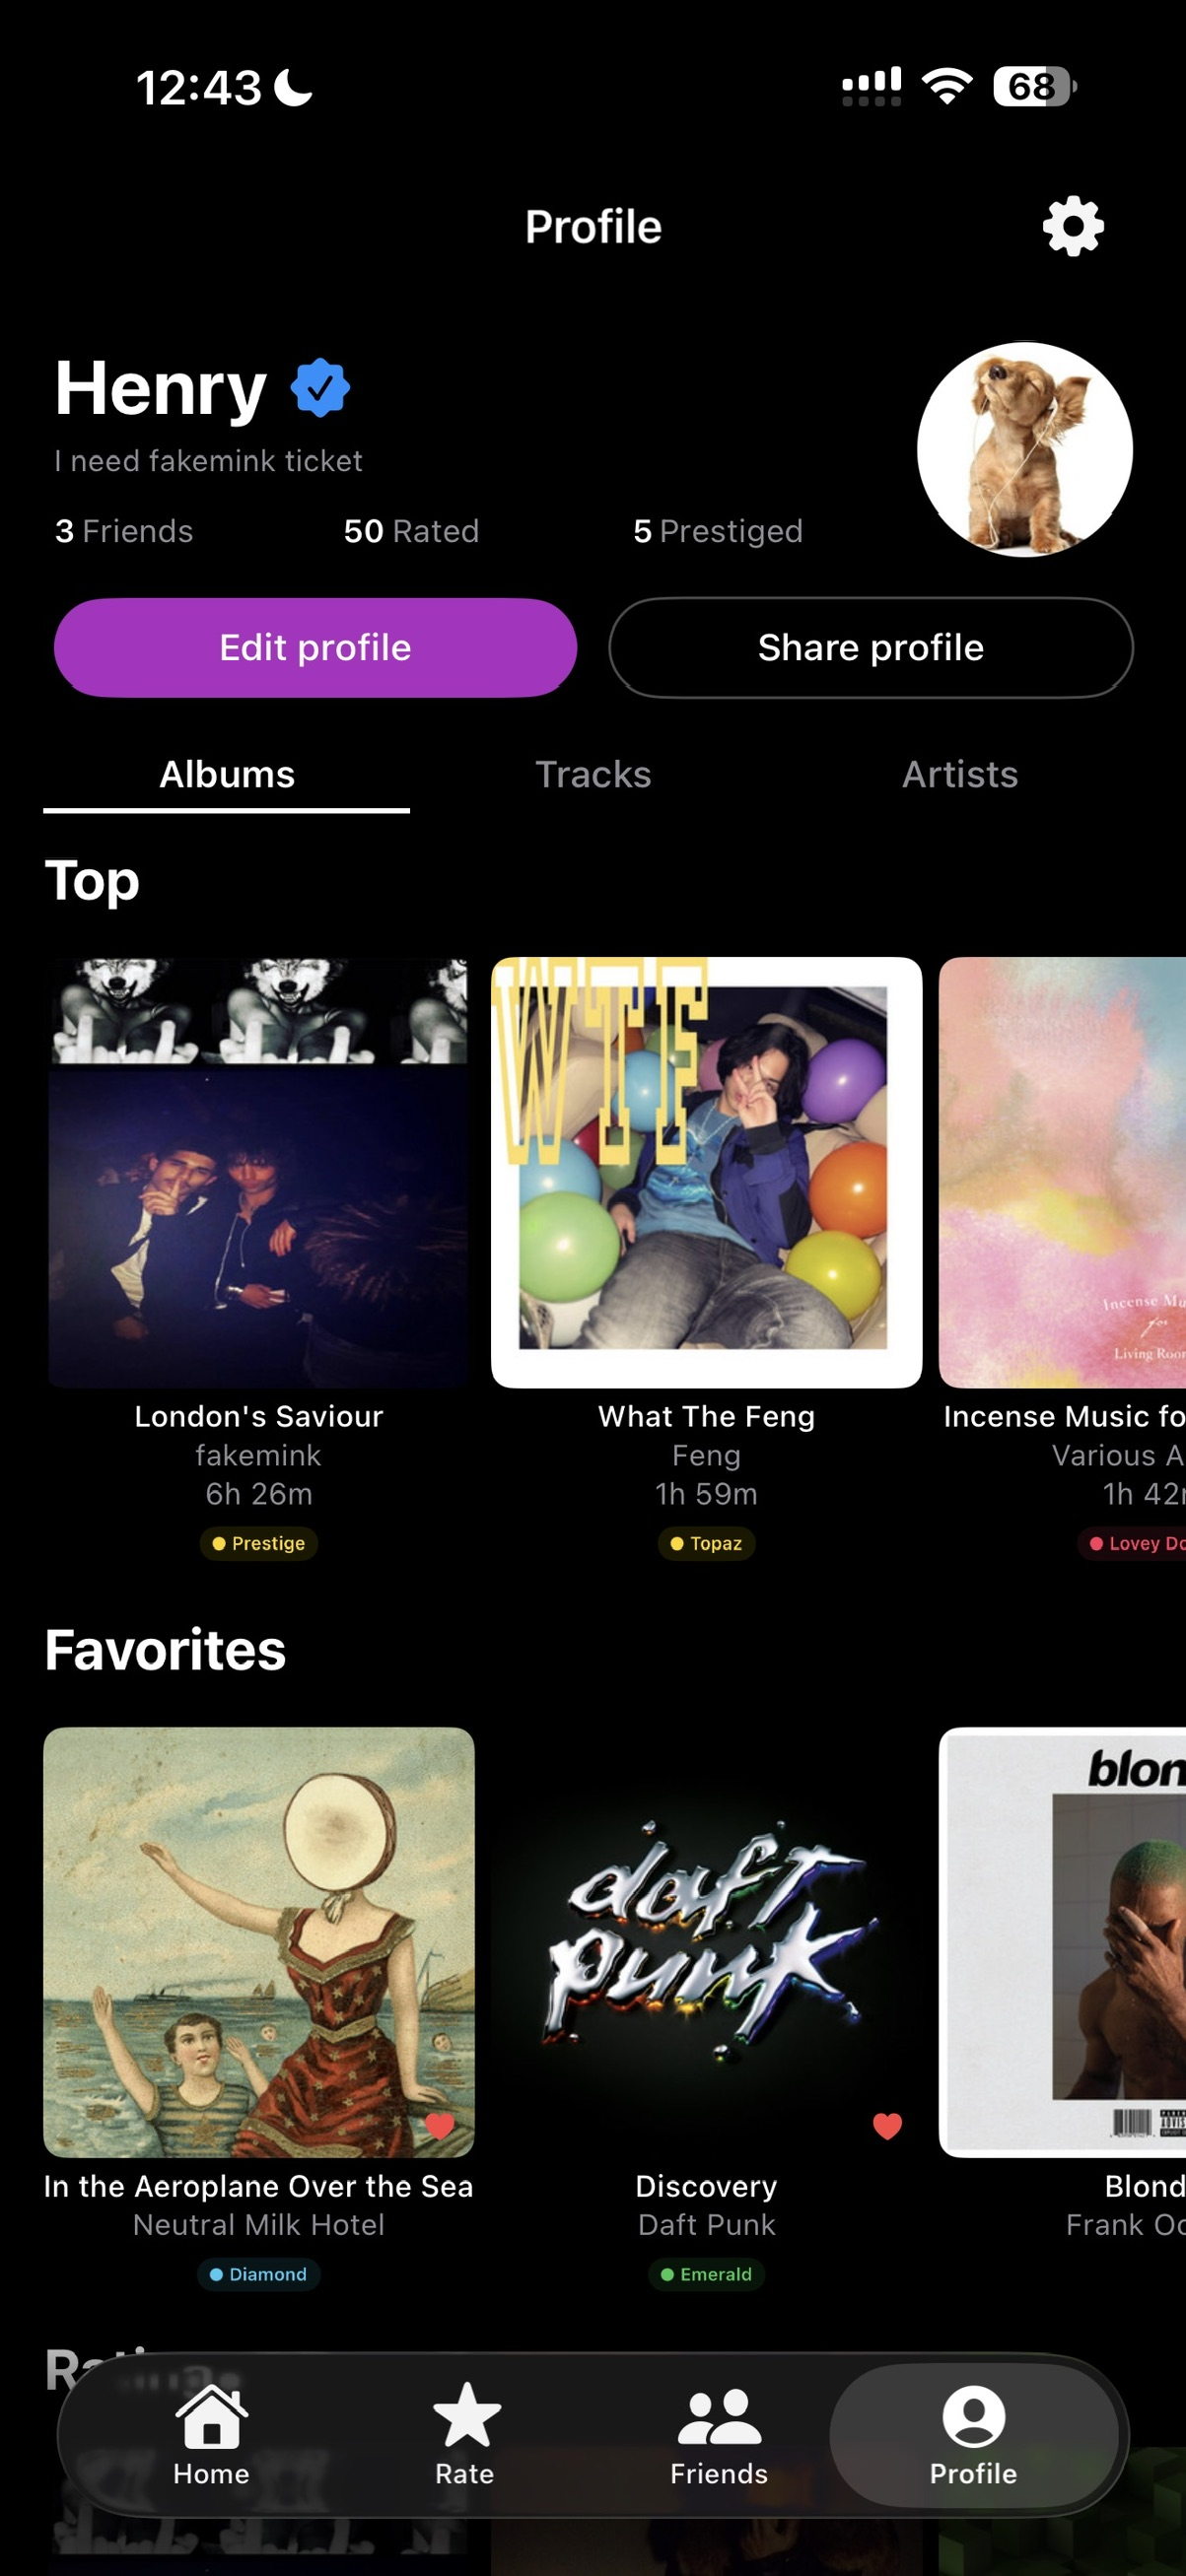 12:43
68
Profile
Henry
I need fakemink ticket
3 Friends 50 Rated 5 Prestiged
Edit profile Share profile
Albums Tracks Artists
Top
WTF
Incense Mu
for
Living Roo
London's Saviour What The Feng Incense Music fo
fakemink Feng Various A
6h 26m 1h 59m 1h 42
Prestige Topaz Lovey Do
Favorites
daft
punk
blon
In the Aeroplane Over the Sea Discovery Blond
Neutral Milk Hotel Daft Punk Frank Oc
Diamond Emerald
Home Rate Friends Profile